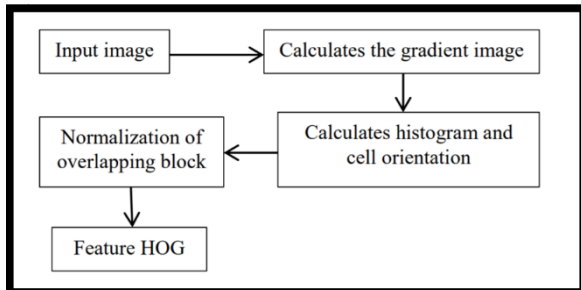 Input image
Calculates the gradient image
Calculates histogram and
cell orientation
Normalization of
overlapping block
Feature HOG